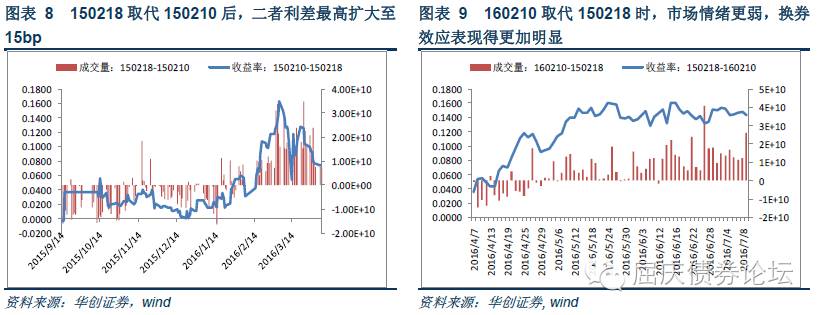 图表 8 150218 取代 150210 后，二者利差最高扩大至
15bp
成交量：150218-150210
收益率：150210-150218
0.1800
0.1600
0.1400
0.1200
0.1000
0.0800
0.0600
0.0400
0.0200
0.0000
-0.0200
4.00E+10
3.00E+10
2.00E+10
1.00E+10
0.00E+00
-1.00E+10
-2.00E+10
2015/9/14
2015/10/14
2015/11/14
2015/12/14
2016/1/14
2016/2/14
2016/3/14
资料来源：华创证券，wind
图表 9 160210 取代 150218 时，市场情绪更弱，换券
效应表现得更加明显
成交量：160210-150218
收益率：150218-160210
0.1800
0.1600
0.1400
0.1200
0.1000
0.0800
0.0600
0.0400
0.0200
0.0000
5E+10
4E+10
3E+10
2E+10
1E+10
0
-1E+10
-2E+10
2016/4/7
2016/4/13
2016/4/19
2016/4/25
2016/4/29
2016/5/6
2016/5/12
2016/5/18
2016/5/24
2016/5/30
2016/6/3
2016/6/12
2016/6/16
2016/6/22
2016/6/28
2016/7/4
2016/7/8
屈庆债券论坛
资料来源：华创证券, wind